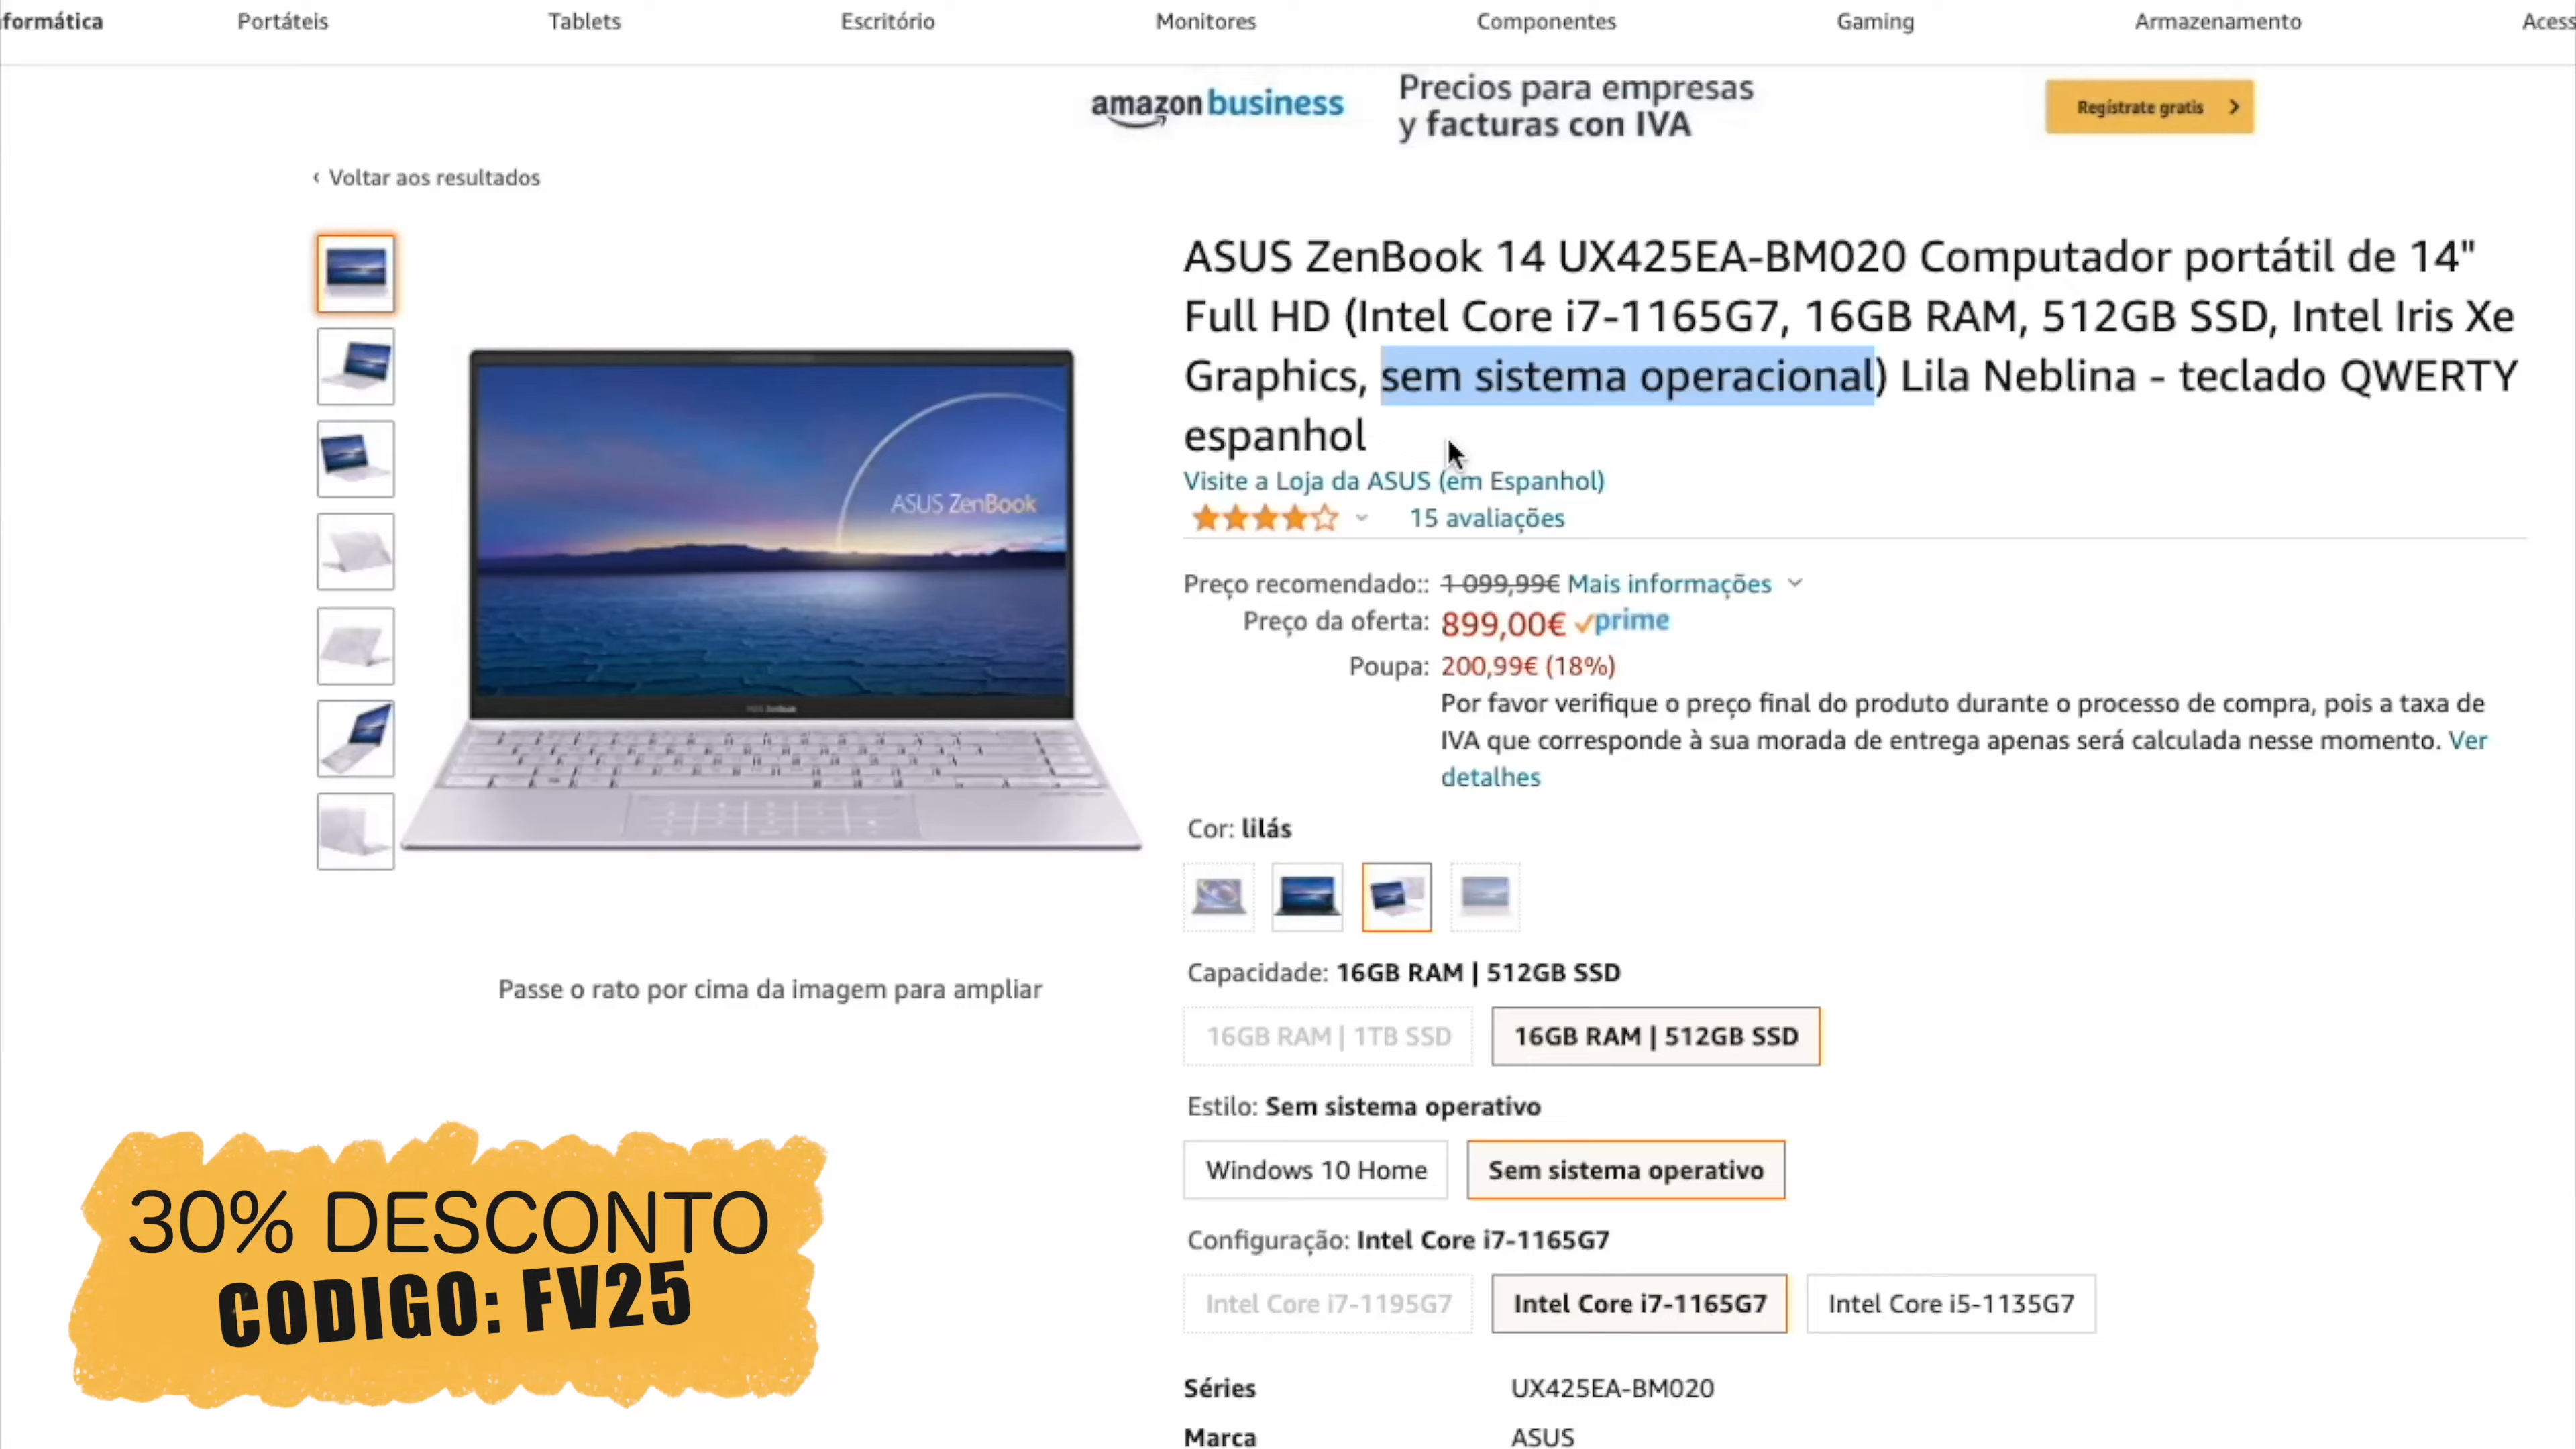 formática Portáteis Tablets Escritório Monitores Componentes Gaming Armazenamento Acess
amazon business
Precios para empresas
y facturas con IVA
Regístrate gratis
‹ Voltar aos resultados
ASUS ZenBook 14 UX425EA-BM020 Computador portátil de 14"
Full HD (Intel Core i7-1165G7, 16GB RAM, 512GB SSD, Intel Iris Xe
Graphics, sem sistema operacional) Lila Neblina - teclado QWERTY
espanhol
Visite a Loja da ASUS (em Espanhol)
15 avaliações
ASUS ZenBook
Preço recomendado:: 1 099,99€ Mais informações
Preço da oferta: 899,00€ prime
Poupa: 200,99€ (18%)
Por favor verifique o preço final do produto durante o processo de compra, pois a taxa de
IVA que corresponde à sua morada de entrega apenas será calculada nesse momento. Ver
detalhes
Cor: lilás
Passe o rato por cima da imagem para ampliar
Capacidade: 16GB RAM | 512GB SSD
16GB RAM | 1TB SSD 16GB RAM | 512GB SSD
Estilo: Sem sistema operativo
Windows 10 Home Sem sistema operativo
Configuração: Intel Core i7-1165G7
Intel Core i7-1195G7 Intel Core i7-1165G7 Intel Core i5-1135G7
Séries UX425EA-BM020
Marca ASUS
30% DESCONTO
CODIGO: FV25